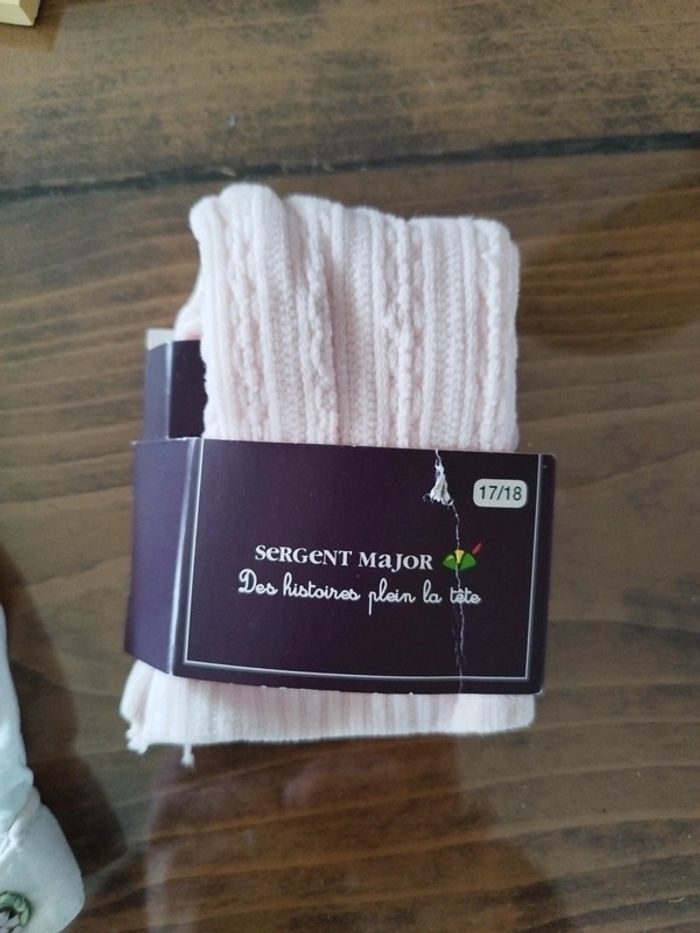 17/18
SeRGeNT MaJOR
Des histoires plein la tête